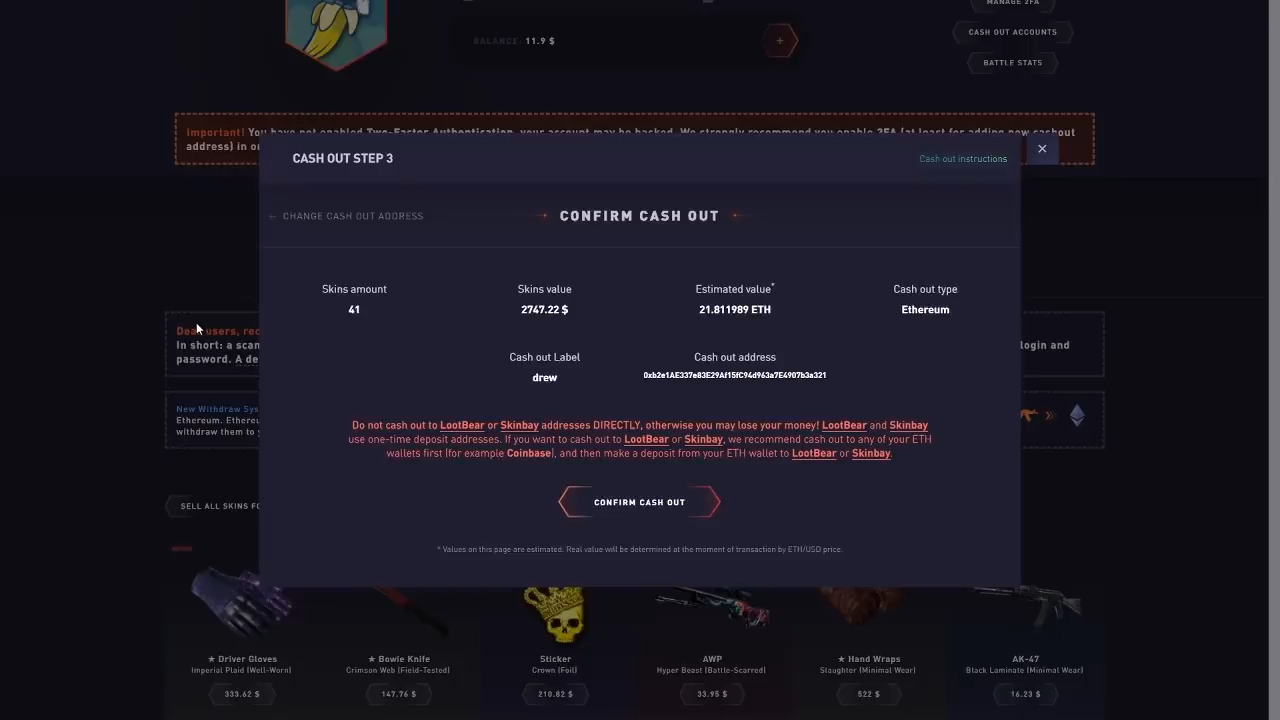 MANAGE 2FA
BALANCE: 11.9 $
+
CASH OUT ACCOUNTS
BATTLE STATS
Important! You have not enabled Two-Factor Authentication, your account may be hacked. We strongly recommend you enable 2FA (at least for adding new cashout
address) in or
CASH OUT STEP 3
Cash out instructions
← CHANGE CASH OUT ADDRESS
CONFIRM CASH OUT
Skins amount
Skins value
Estimated value*
Cash out type
41
2747.22 $
21.811989 ETH
Ethereum
Cash out Label
Cash out address
drew
0xb2e1AE337e83E29Af15fC94d963a7E4907b3a321
users, rec
In short: a scan
login and
password. A de
New Withdraw Sys
Ethereum. Ethereu
withdraw them to y
Do not cash out to LootBear or Skinbay addresses DIRECTLY, otherwise you may lose your money! LootBear and Skinbay
use one-time deposit addresses. If you want to cash out to LootBear or Skinbay, we recommend cash out to any of your ETH
wallets first (for example Coinbase), and then make a deposit from your ETH wallet to LootBear or Skinbay.
SELL ALL SKINS FO
CONFIRM CASH OUT
* Values on this page are estimated. Real value will be determined at the moment of transaction by ETH/USD price.
★ Driver Gloves
Imperial Plaid (Well-Worn)
333.62 $
★ Bowie Knife
Crimson Web (Field-Tested)
147.76 $
Sticker
Crown (Foil)
210.82 $
AWP
Hyper Beast (Battle-Scarred)
33.95 $
★ Hand Wraps
Slaughter (Minimal Wear)
522 $
AK-47
Black Laminate (Minimal Wear)
16.23 $